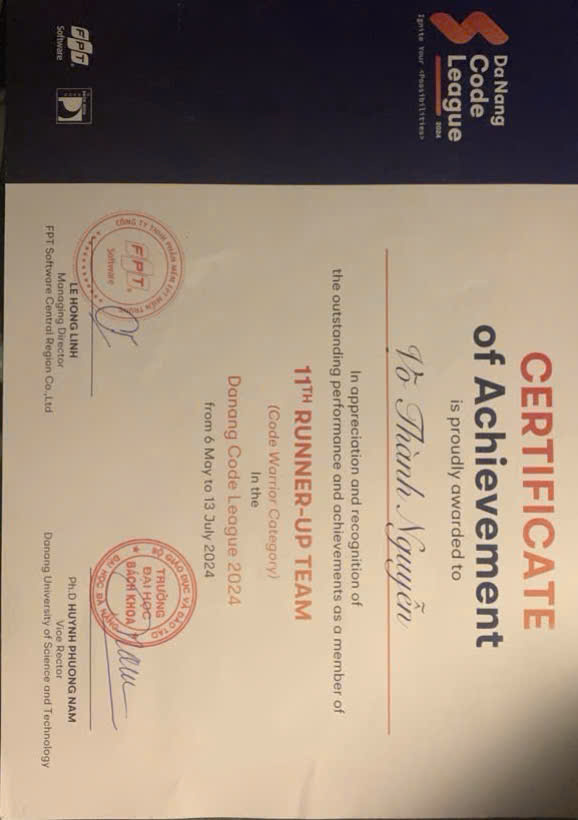 Da Nang
Code
League
2024
Ignite Your <Possibilities>
FPT
Software
CERTIFICATE
of Achievement
is proudly awarded to
Võ Thành Nguyên
In appreciation and recognition of
the outstanding performance and achievements as a member of
11TH RUNNER-UP TEAM
(Code Warrior Category)
In the
Danang Code League 2024
from 6 May to 13 July 2024
CÔNG TY TNHH PHẦN MỀM FPT MIỀN TRUNG
FPT
Software
LE HONG LINH
Managing Director
FPT Software Central Region Co.,Ltd
BỘ GIÁO DỤC VÀ ĐÀO TẠO
TRƯỜNG
ĐẠI HỌC
BÁCH KHOA
ĐẠI HỌC ĐÀ NẴNG
Nam
Ph.D HUYNH PHUONG NAM
Vice Rector
Danang University of Science and Technology